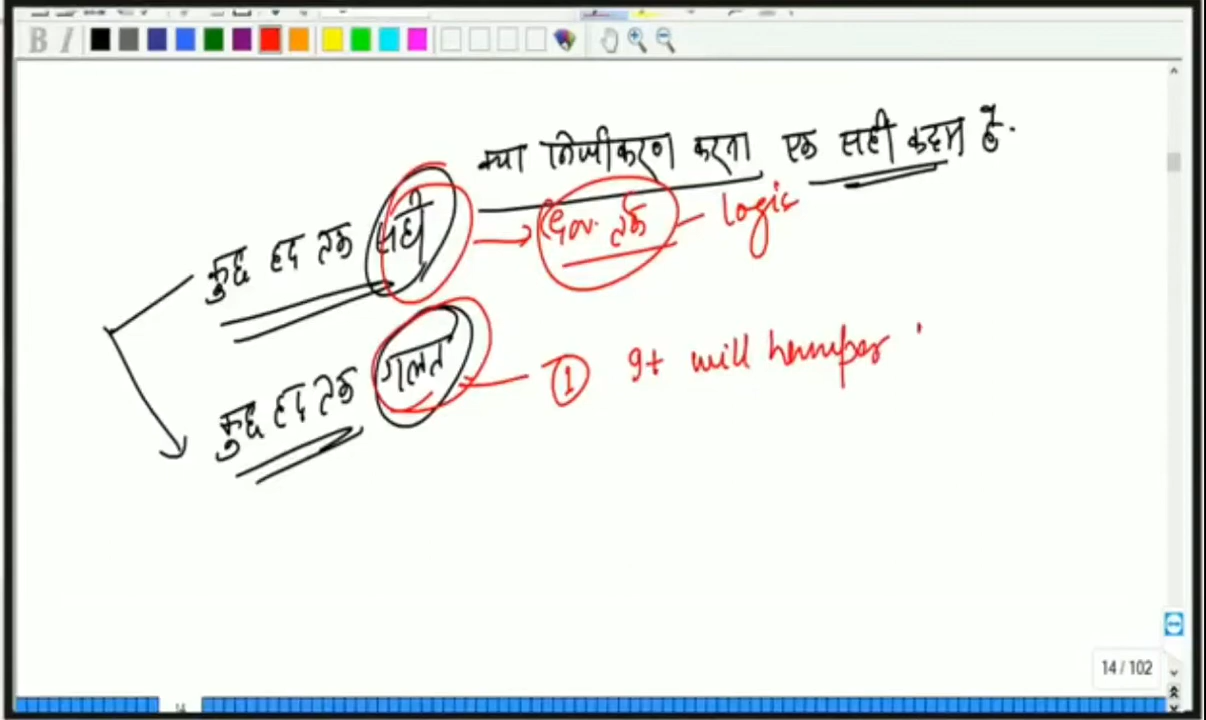 क्या निजीकरण करना एक सही कदम है.
कुछ हद तक सही → Gov. तर्क - logic
कुछ हद तक गलत - ① It will hamper
14 / 102
14
B I